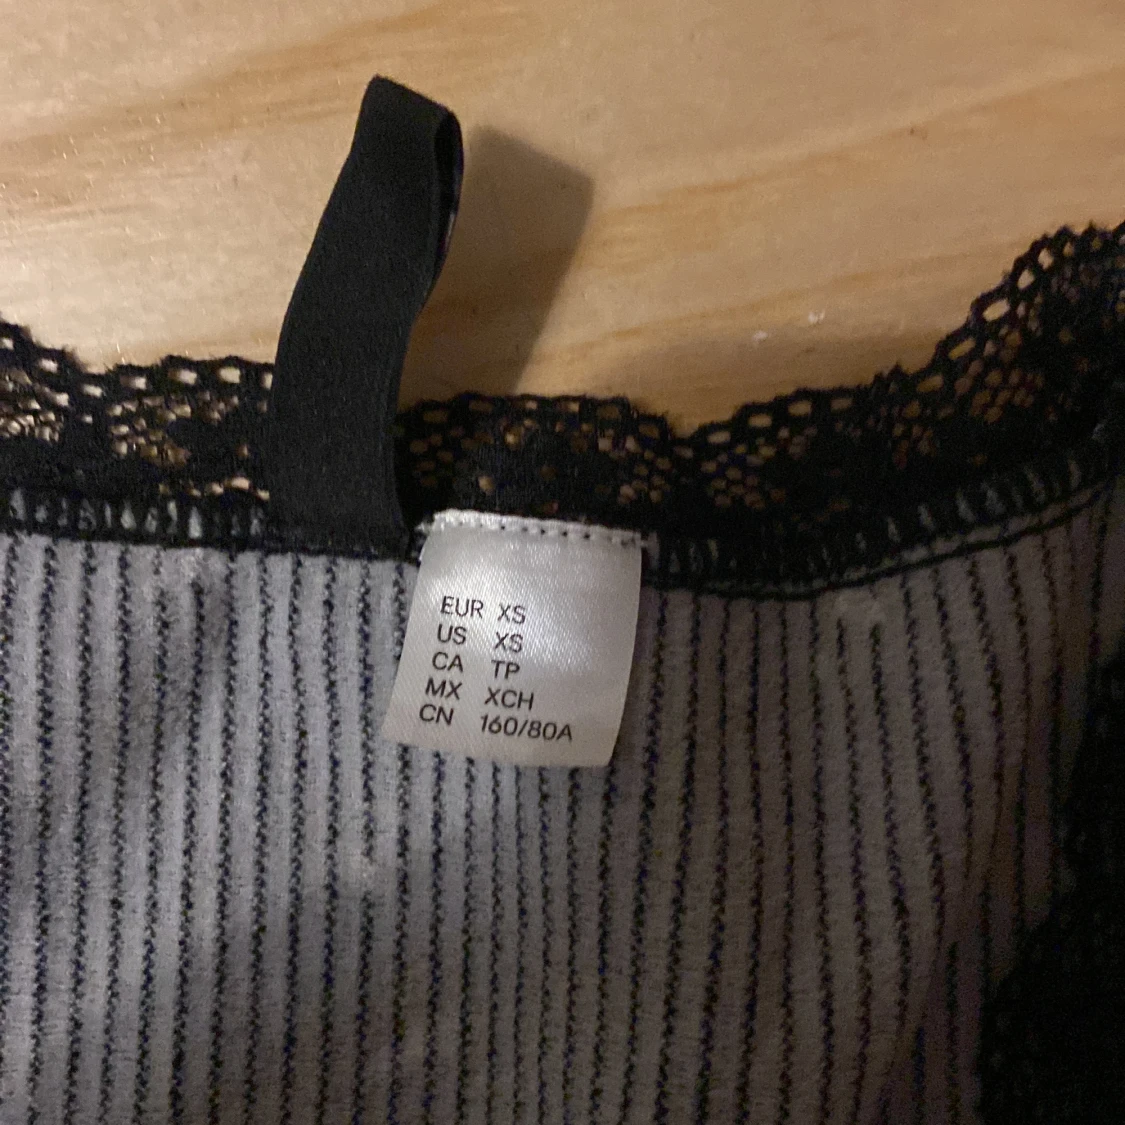 EUR XS
US XS
CA TP
MX XCH
CN 160/80A